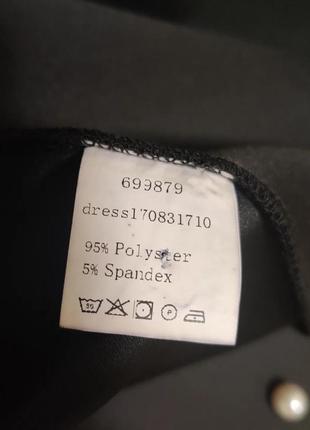 699879
dress170831710
95% Polyster
5% Spandex